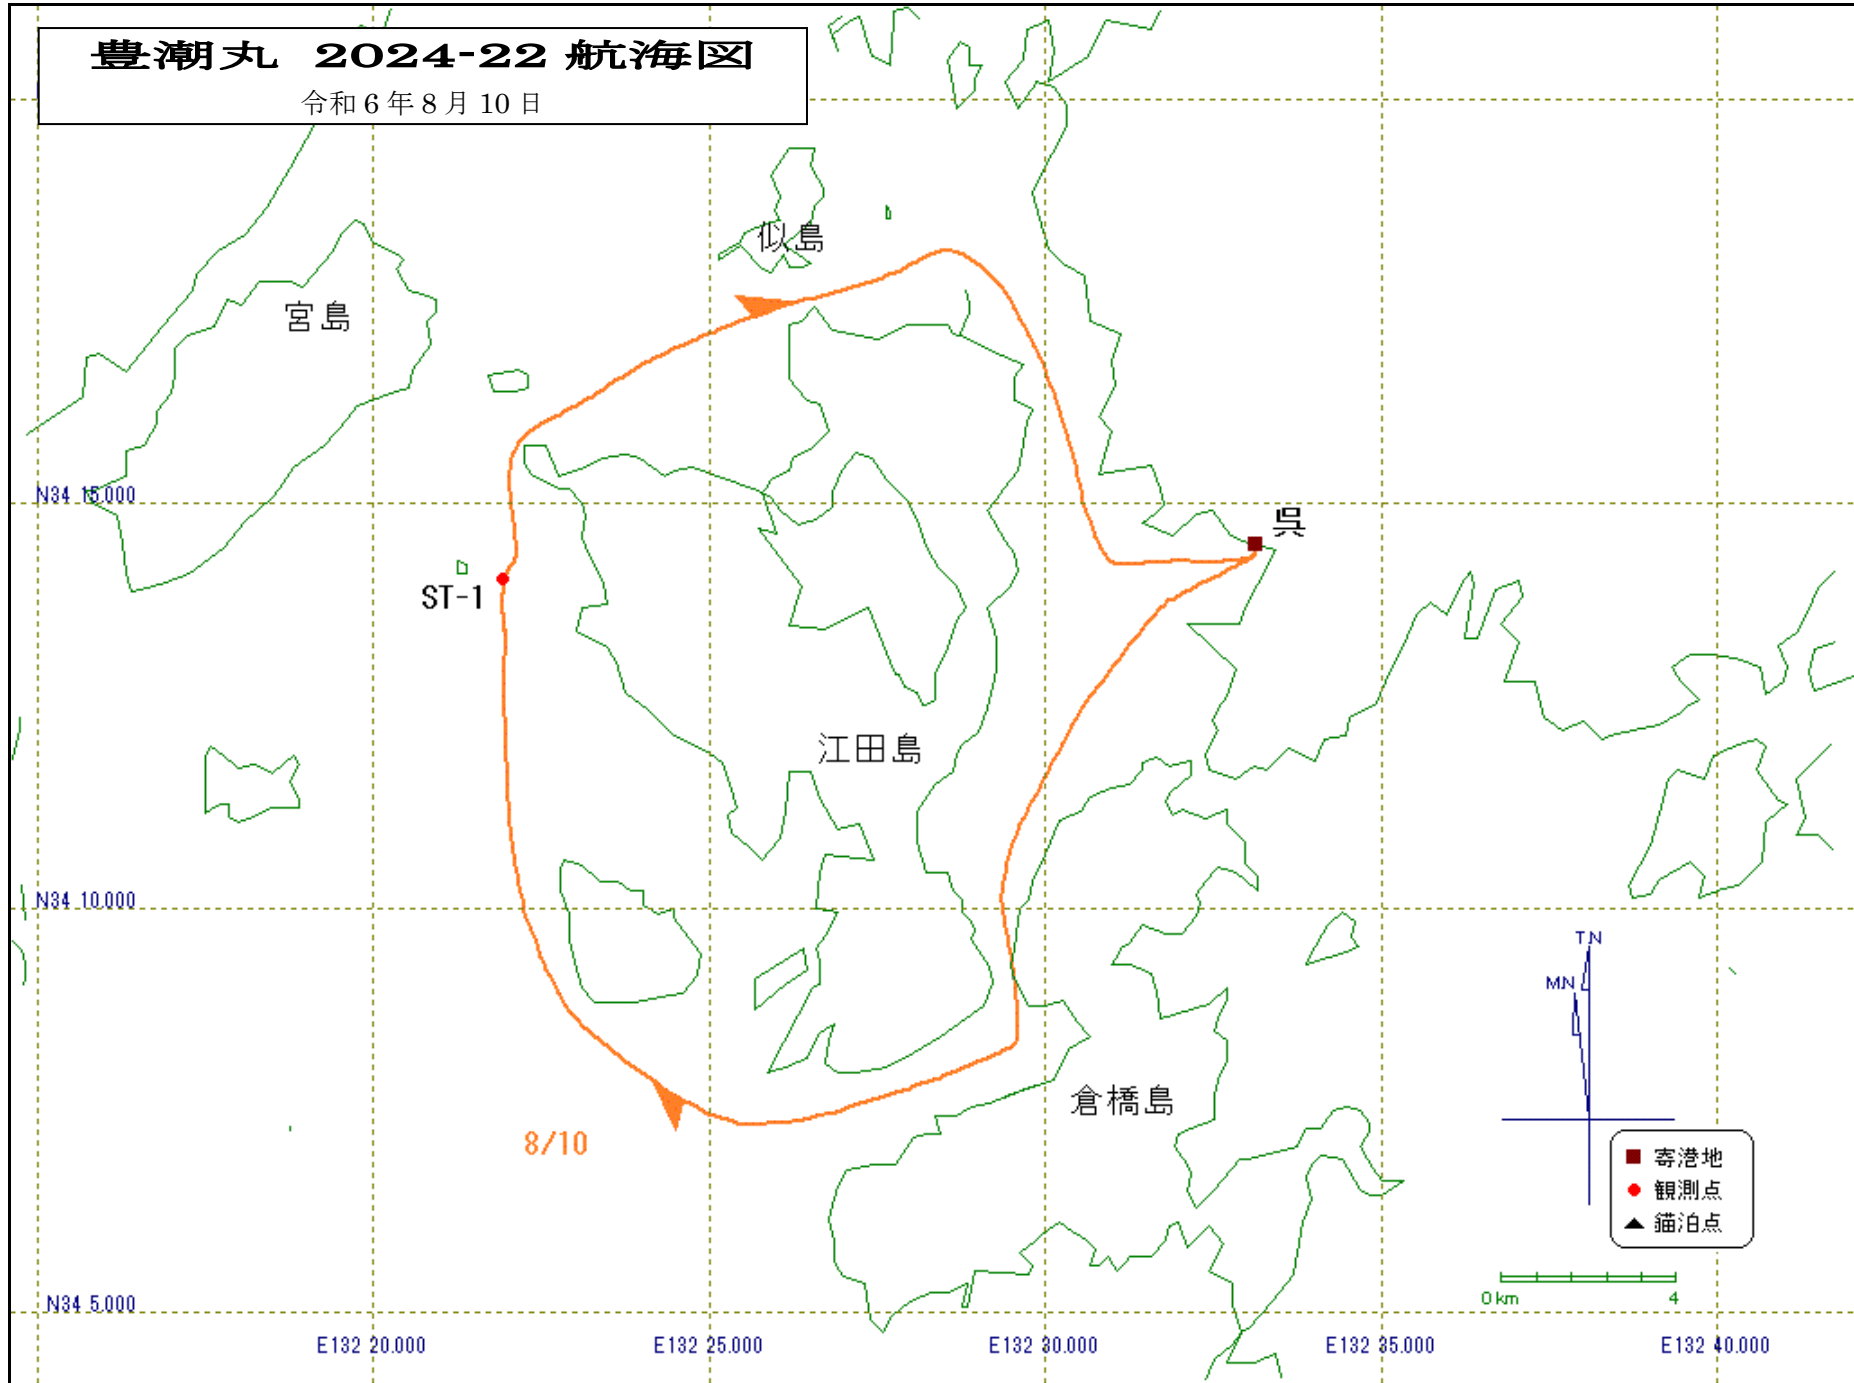 豊潮丸 2024-22 航海図
令和6年8月10日
似島
宮島
N34 15.000
呉
ST-1
江田島
N34 10.000
T.N
M.N
倉橋島
8/10
寄港地
観測点
錨泊点
0 km 4
N34 5.000
E132 20.000 E132 25.000 E132 30.000 E132 35.000 E132 40.000